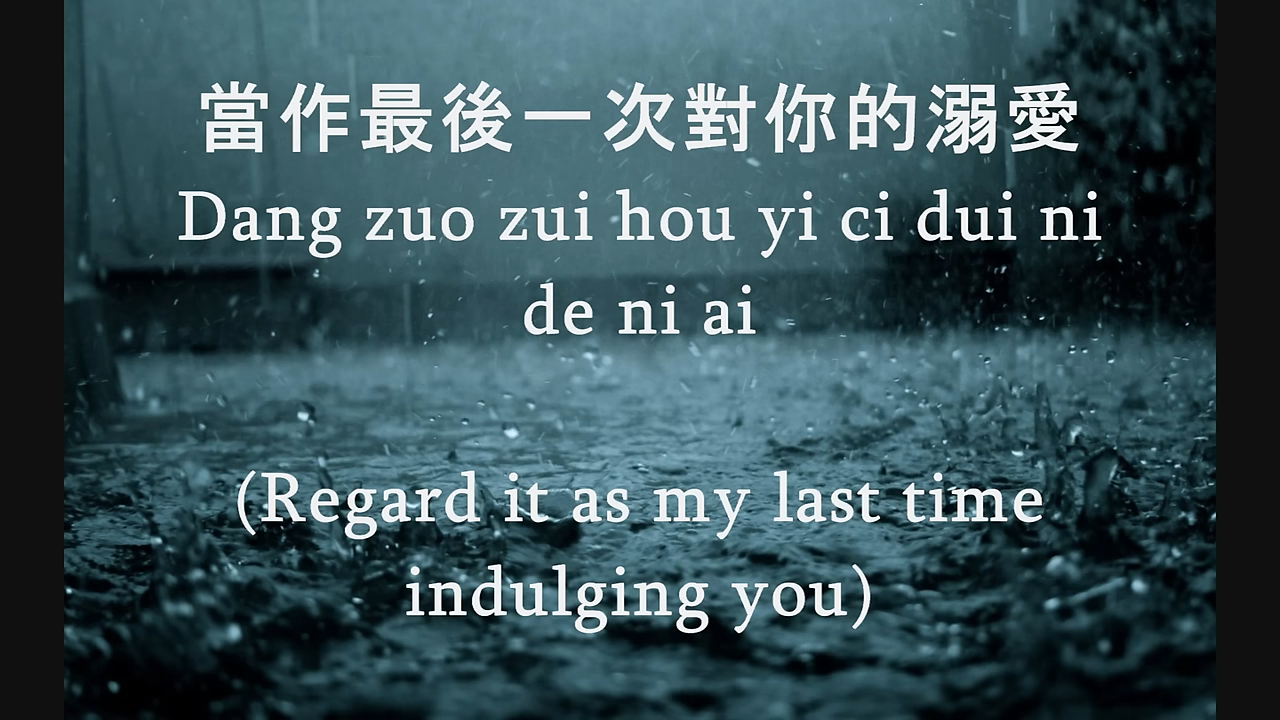 當作最後一次對你的溺愛
Dang zuo zui hou yi ci dui ni
de ni ai
(Regard it as my last time
indulging you)